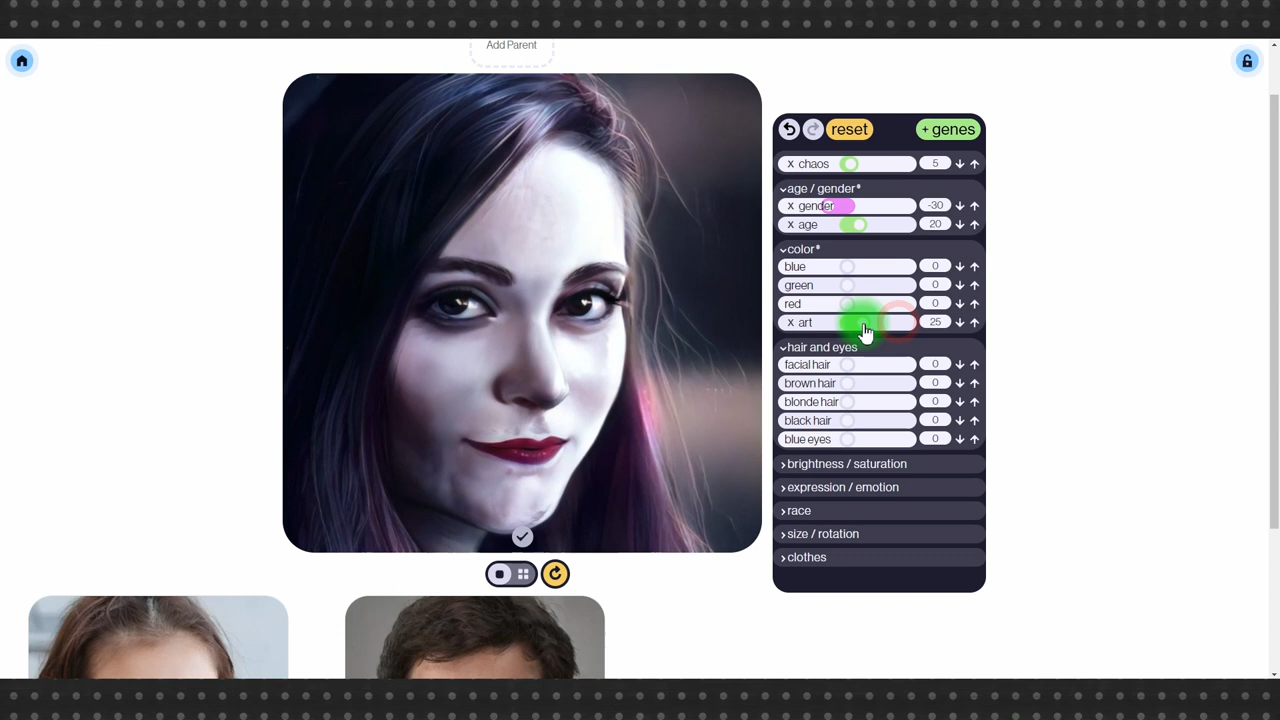 Add Parent
reset
+ genes
x chaos 5
age / gender*
x gender -30
x age 20
color*
blue 0
green 0
red 0
x art 25
hair and eyes
facial hair 0
brown hair 0
blonde hair 0
black hair 0
blue eyes 0
brightness / saturation
expression / emotion
race
size / rotation
clothes